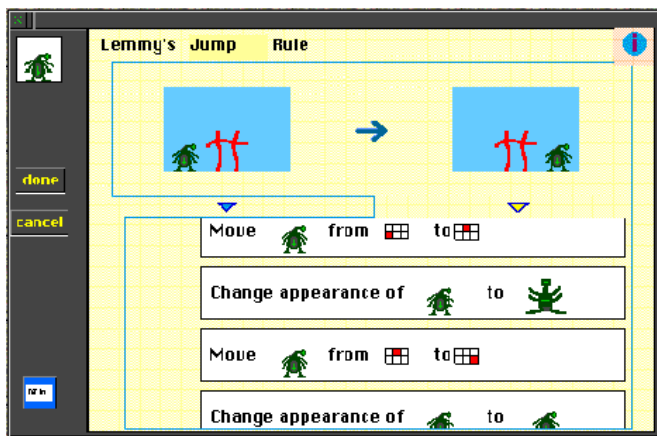 Lemmy's Jump Rule
done
cancel
Move from to
Change appearance of to
Move from to
Change appearance of to